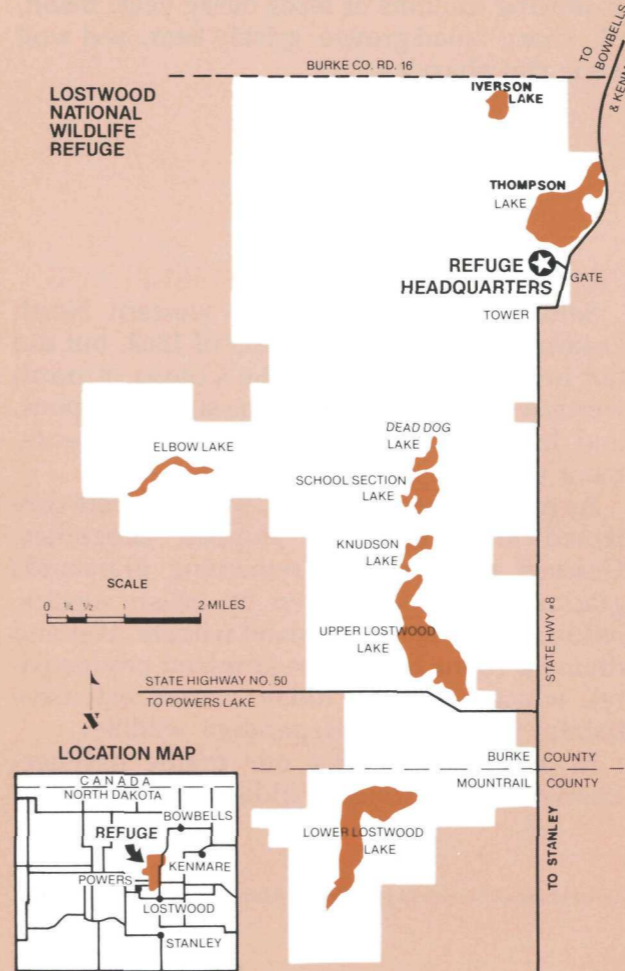 BURKE CO. RD. 16
TO
BOWBELLS
& KENM
LOSTWOOD
NATIONAL
WILDLIFE
REFUGE
IVERSON
LAKE
THOMPSON
LAKE
REFUGE
HEADQUARTERS
GATE
TOWER
DEAD DOG
LAKE
ELBOW LAKE
SCHOOL SECTION
LAKE
KNUDSON
LAKE
SCALE
0 1/4 1/2 1 2 MILES
UPPER LOSTWOOD
LAKE
STATE HWY #8
STATE HIGHWAY NO. 50
TO POWERS LAKE
N
LOCATION MAP
BURKE COUNTY
MOUNTRAIL COUNTY
CANADA
NORTH DAKOTA
BOWBELLS
REFUGE
KENMARE
POWERS
LOSTWOOD
STANLEY
LOWER LOSTWOOD
LAKE
TO STANLEY